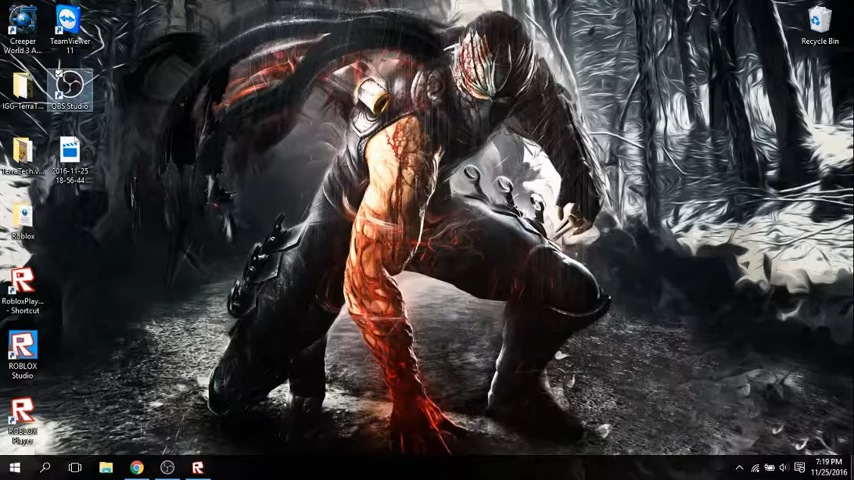 Creeper
World 3 A...
TeamViewer
11
IGG-TerraT...
OBS Studio
TerraTech.v...
2016-11-25
18-56-44
Roblox
RobloxPlay...
- Shortcut
ROBLOX
Studio
ROBLOX
Player
Recycle Bin
7:19 PM
11/25/2016